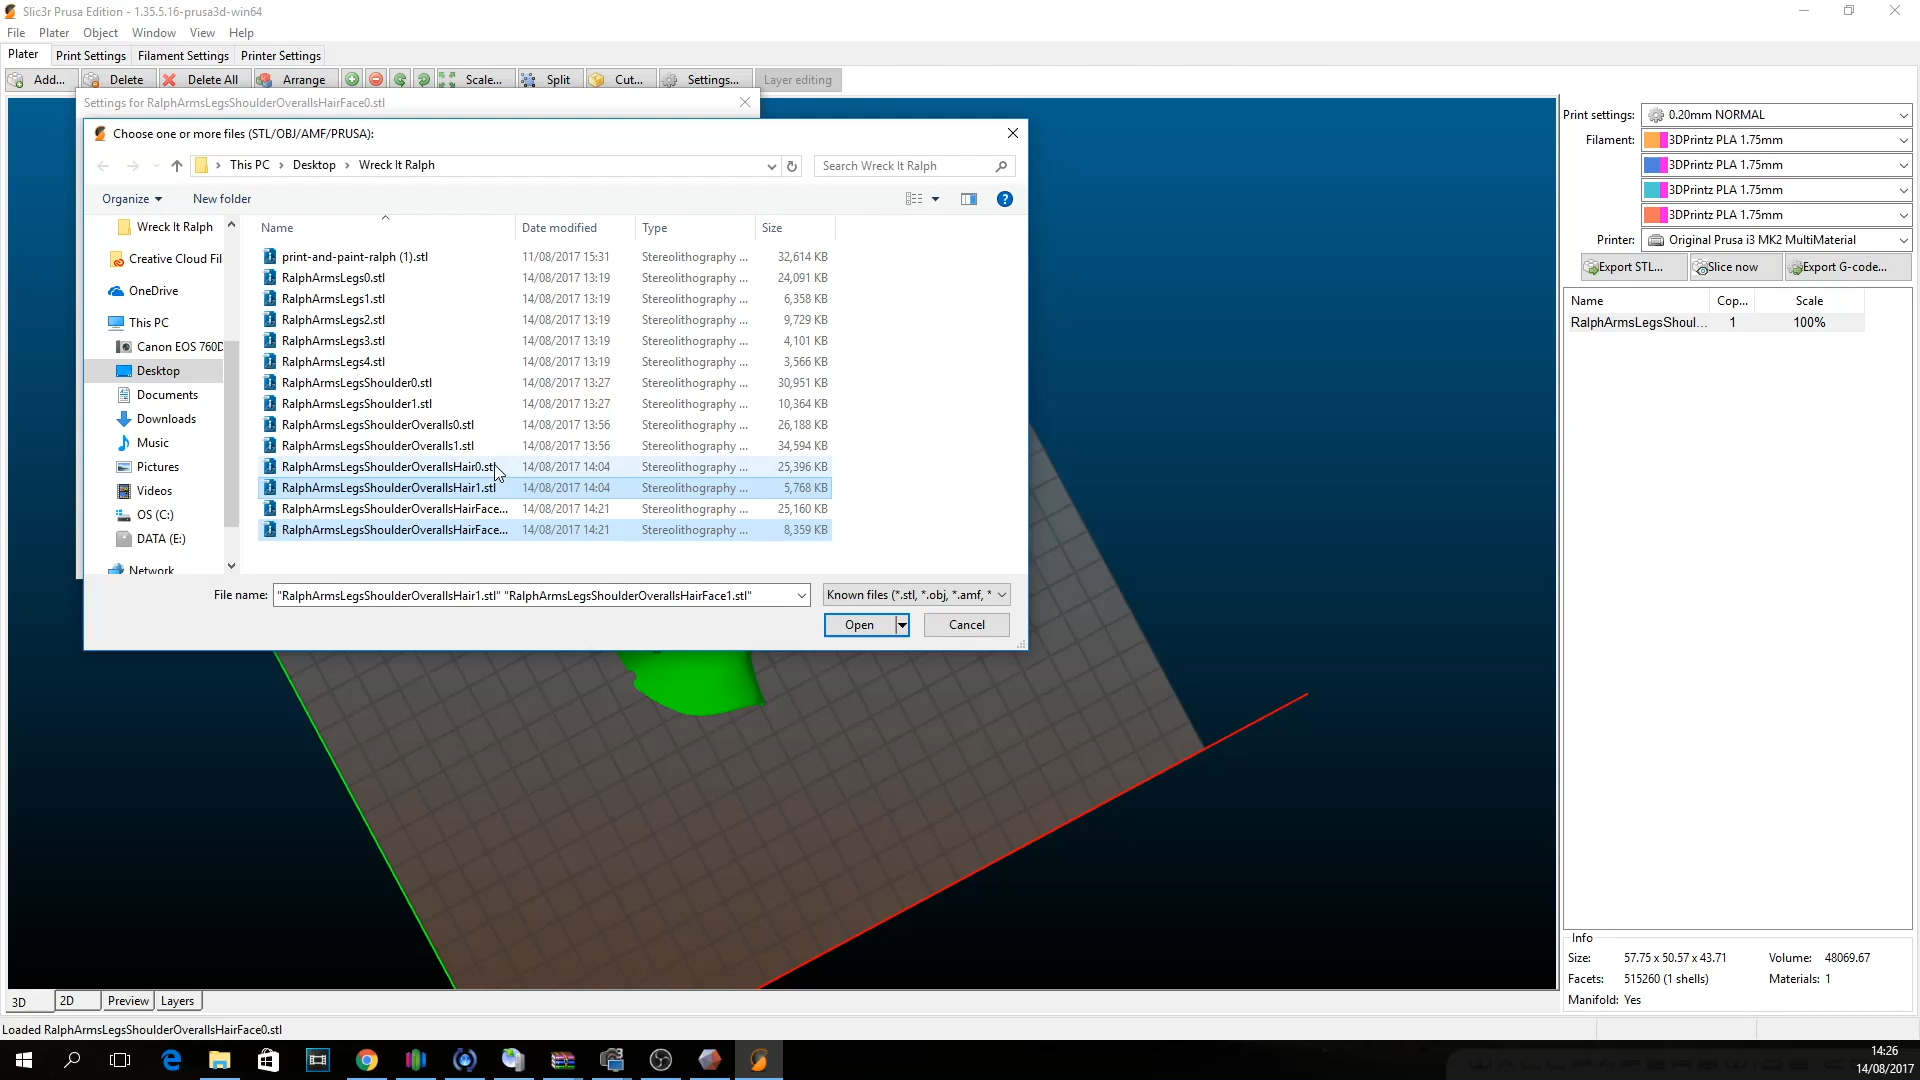 Slic3r Prusa Edition - 1.35.5.16-prusa3d-win64
File Plater Object Window View Help
Plater Print Settings Filament Settings Printer Settings
Add... Delete Delete All Arrange Scale... Split Cut... Settings... Layer editing
Settings for RalphArmsLegsShoulderOverallsHairFace0.stl
Choose one or more files (STL/OBJ/AMF/PRUSA):
This PC Desktop Wreck It Ralph Search Wreck It Ralph
Organize New folder
Name Date modified Type Size
print-and-paint-ralph (1).stl 11/08/2017 15:31 Stereolithography ... 32,614 KB
RalphArmsLegs0.stl 14/08/2017 13:19 Stereolithography ... 24,091 KB
RalphArmsLegs1.stl 14/08/2017 13:19 Stereolithography ... 6,358 KB
RalphArmsLegs2.stl 14/08/2017 13:19 Stereolithography ... 9,729 KB
RalphArmsLegs3.stl 14/08/2017 13:19 Stereolithography ... 4,101 KB
RalphArmsLegs4.stl 14/08/2017 13:19 Stereolithography ... 3,566 KB
RalphArmsLegsShoulder0.stl 14/08/2017 13:27 Stereolithography ... 30,951 KB
RalphArmsLegsShoulder1.stl 14/08/2017 13:27 Stereolithography ... 10,364 KB
RalphArmsLegsShoulderOveralls0.stl 14/08/2017 13:56 Stereolithography ... 26,188 KB
RalphArmsLegsShoulderOveralls1.stl 14/08/2017 13:56 Stereolithography ... 34,594 KB
RalphArmsLegsShoulderOverallsHair0.stl 14/08/2017 14:04 Stereolithography ... 25,396 KB
RalphArmsLegsShoulderOverallsHair1.stl 14/08/2017 14:04 Stereolithography ... 5,768 KB
RalphArmsLegsShoulderOverallsHairFace... 14/08/2017 14:21 Stereolithography ... 25,160 KB
RalphArmsLegsShoulderOverallsHairFace... 14/08/2017 14:21 Stereolithography ... 8,359 KB
Wreck It Ralph
Creative Cloud Fil
OneDrive
This PC
Canon EOS 760D
Desktop
Documents
Downloads
Music
Pictures
Videos
OS (C:)
DATA (E:)
Network
File name: "RalphArmsLegsShoulderOverallsHair1.stl" "RalphArmsLegsShoulderOverallsHairFace1.stl" Known files (*.stl, *.obj, *.amf, *
Open Cancel
Print settings: 0.20mm NORMAL
Filament: 3DPrintz PLA 1.75mm
3DPrintz PLA 1.75mm
3DPrintz PLA 1.75mm
3DPrintz PLA 1.75mm
Printer: Original Prusa i3 MK2 MultiMaterial
Export STL... Slice now Export G-code...
Name Cop... Scale
RalphArmsLegsShoul... 1 100%
Info
Size: 57.75 x 50.57 x 43.71 Volume: 48069.67
Facets: 515260 (1 shells) Materials: 1
Manifold: Yes
3D 2D Preview Layers
Loaded RalphArmsLegsShoulderOverallsHairFace0.stl
14:26
14/08/2017